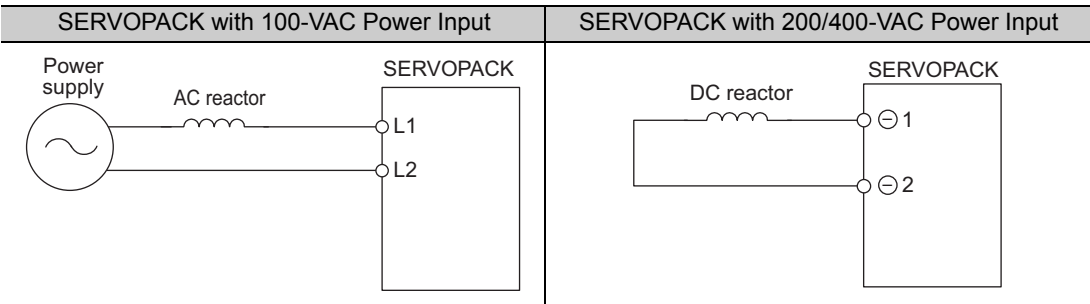 SERVOPACK with 100-VAC Power Input
SERVOPACK with 200/400-VAC Power Input
Power
supply
AC reactor
SERVOPACK
L1
L2
DC reactor
SERVOPACK
⊖ 1
⊖ 2